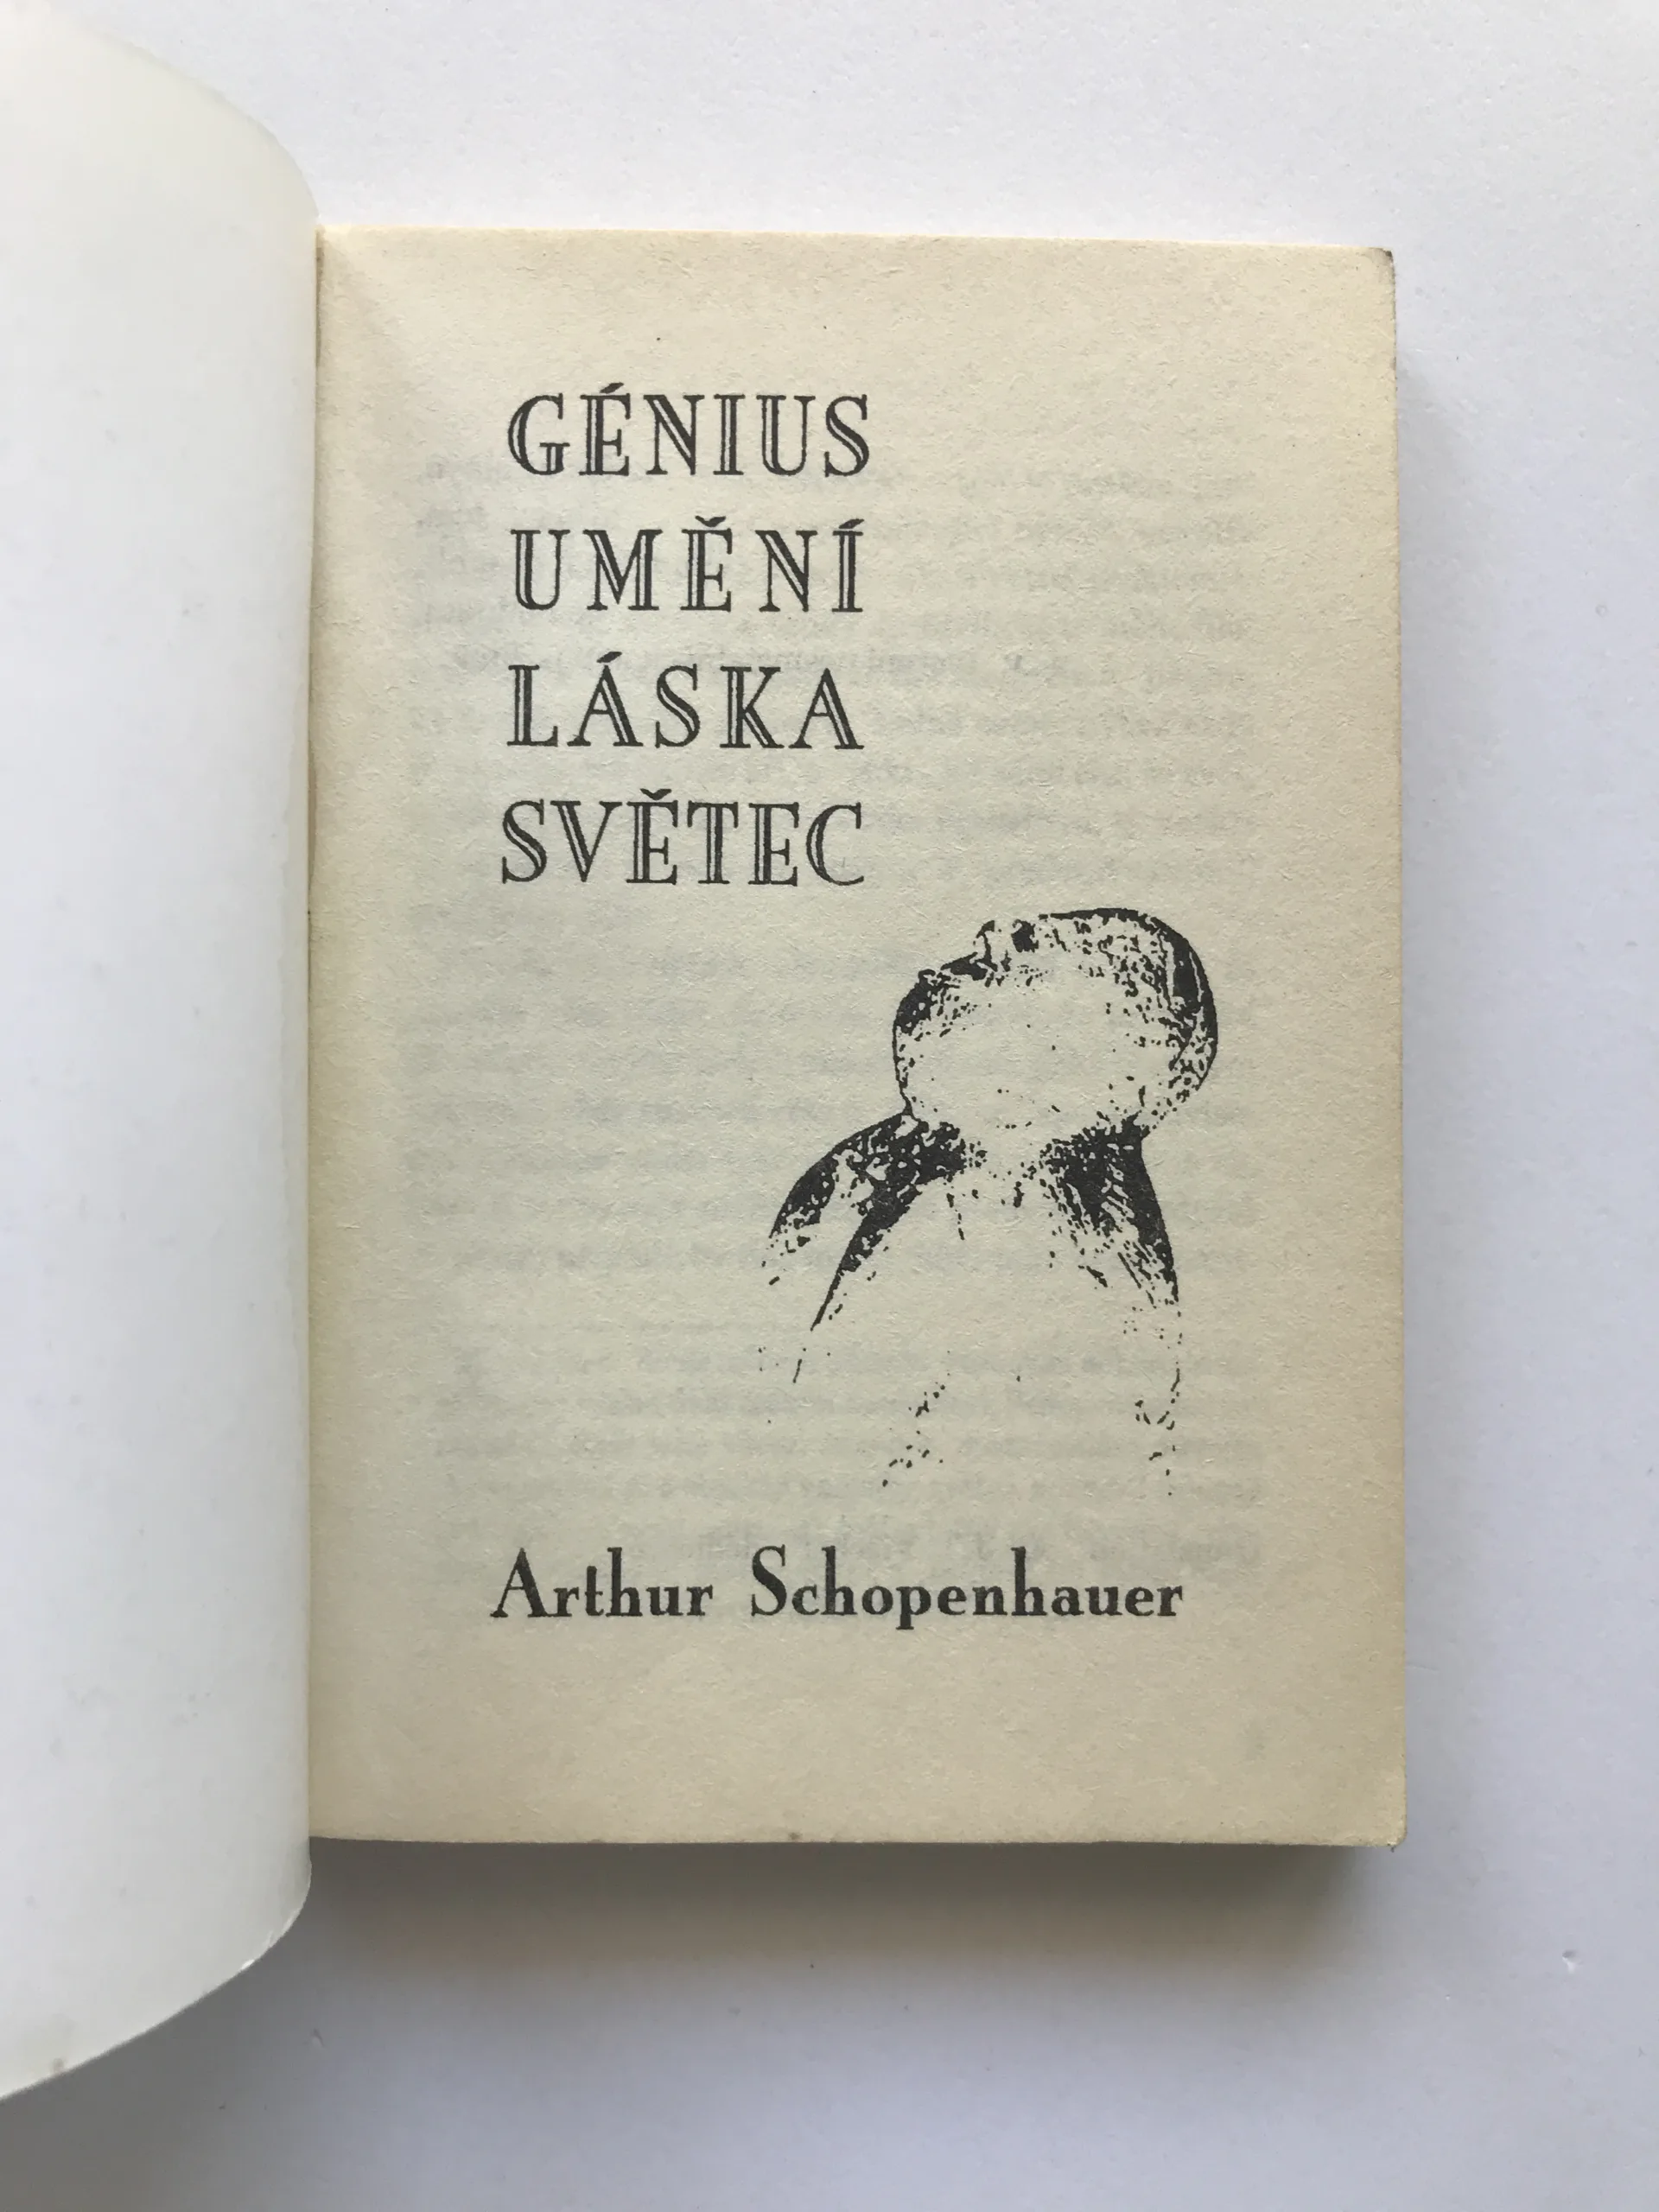 GÉNIUS
UMĚNÍ
LÁSKA
SVĚTEC
Arthur Schopenhauer